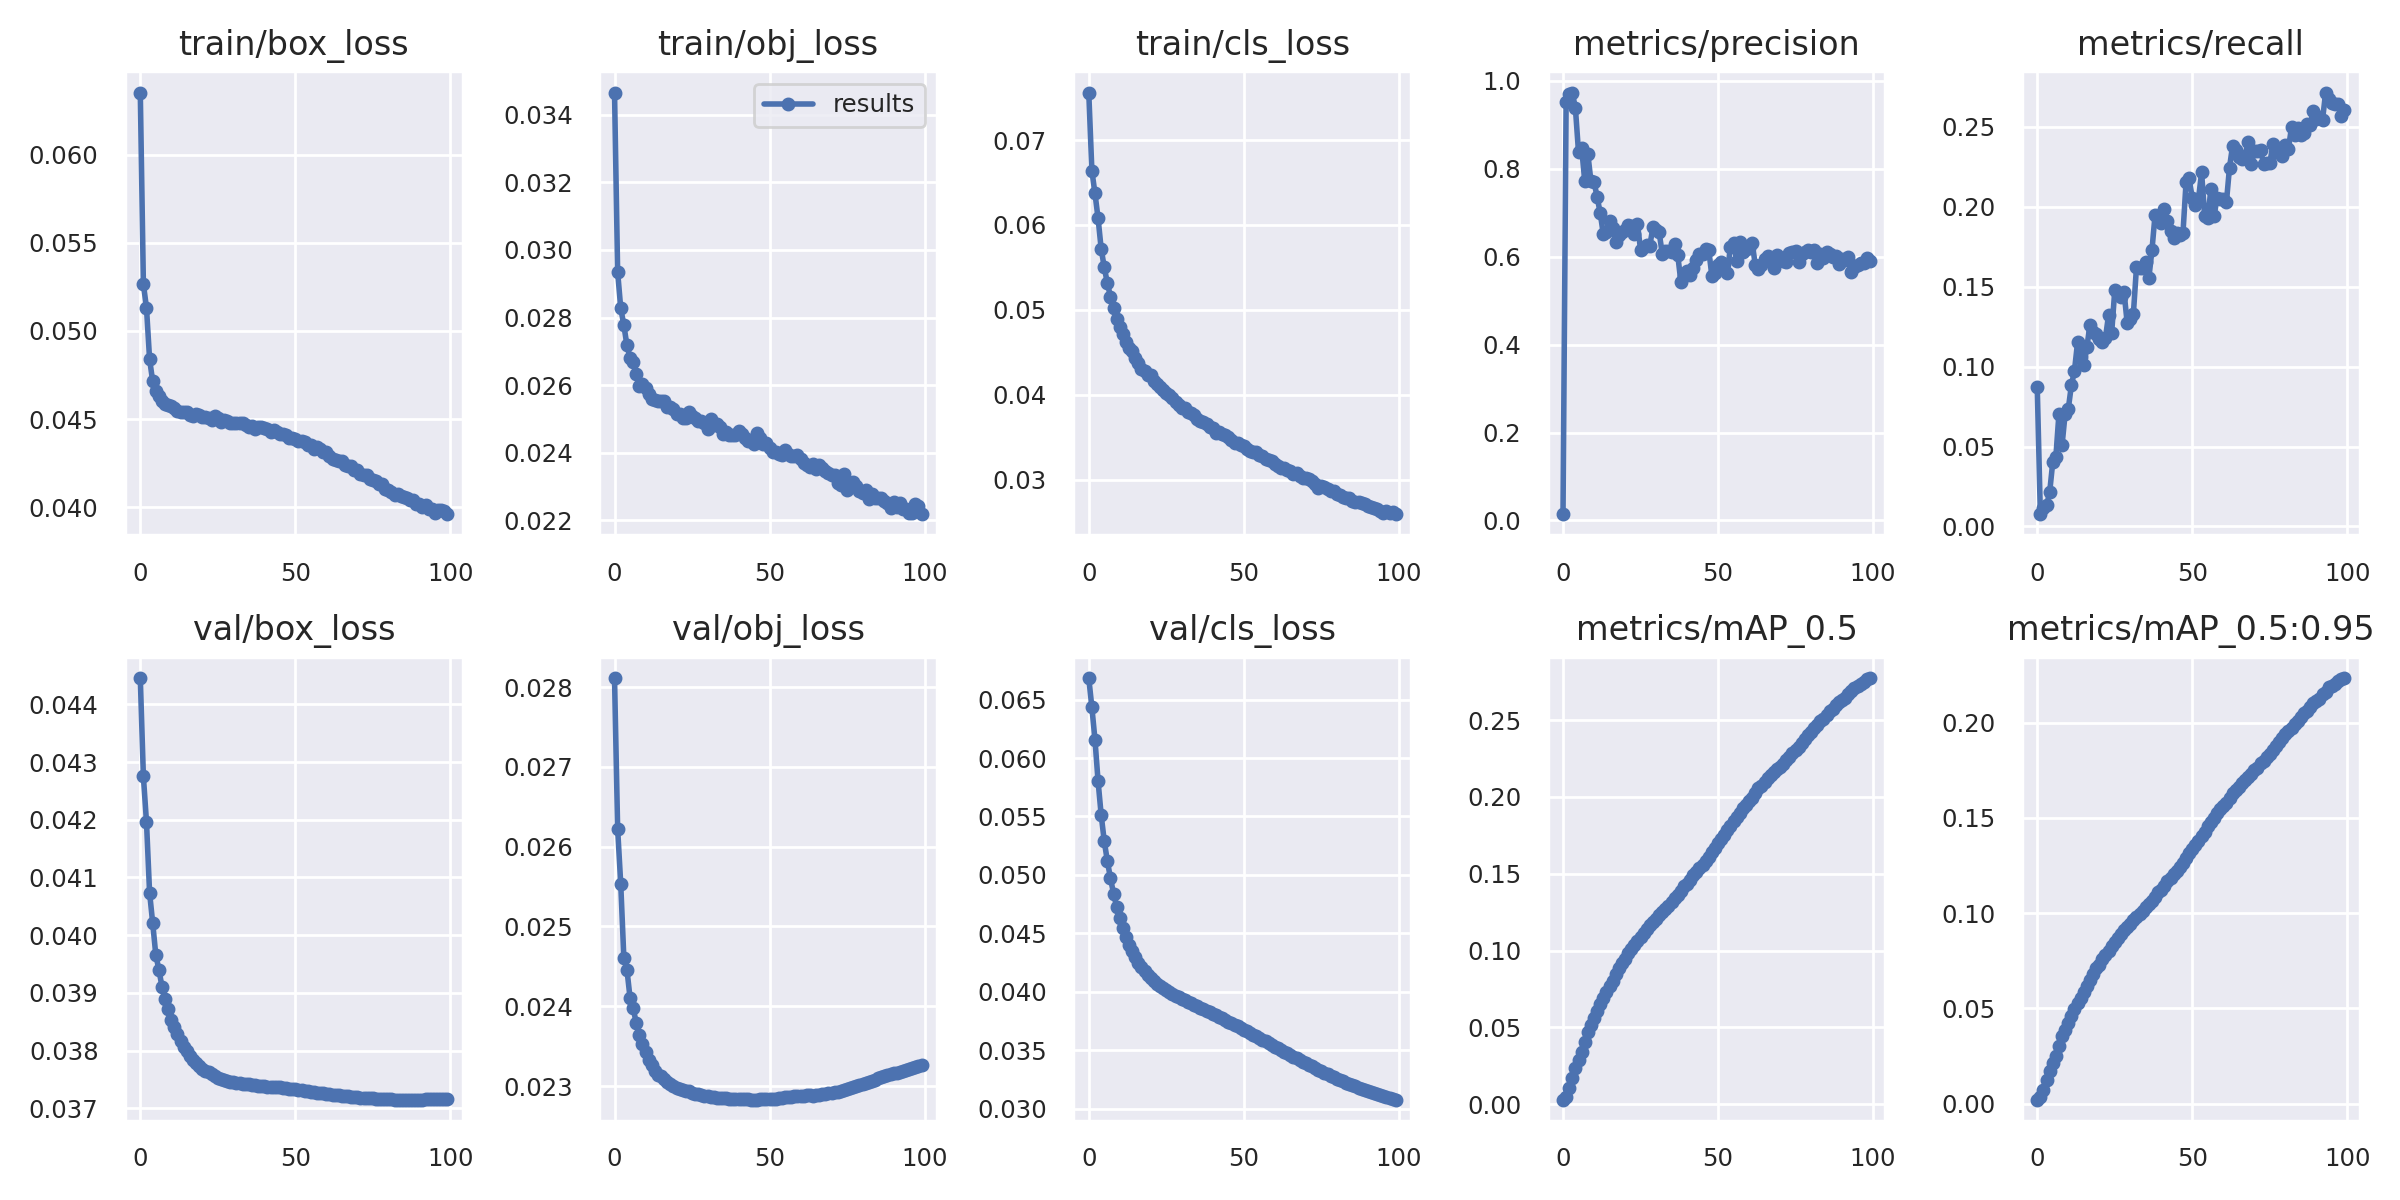 train/box_loss
train/obj_loss
train/cls_loss
metrics/precision
metrics/recall
0.060
0.055
0.050
0.045
0.040
0 50 100
results
0.034
0.032
0.030
0.028
0.026
0.024
0.022
0 50 100
0.07
0.06
0.05
0.04
0.03
0 50 100
1.0
0.8
0.6
0.4
0.2
0.0
0 50 100
0.25
0.20
0.15
0.10
0.05
0.00
0 50 100
val/box_loss
val/obj_loss
val/cls_loss
metrics/mAP_0.5
metrics/mAP_0.5:0.95
0.044
0.043
0.042
0.041
0.040
0.039
0.038
0.037
0 50 100
0.028
0.027
0.026
0.025
0.024
0.023
0 50 100
0.065
0.060
0.055
0.050
0.045
0.040
0.035
0.030
0 50 100
0.25
0.20
0.15
0.10
0.05
0.00
0 50 100
0.20
0.15
0.10
0.05
0.00
0 50 100